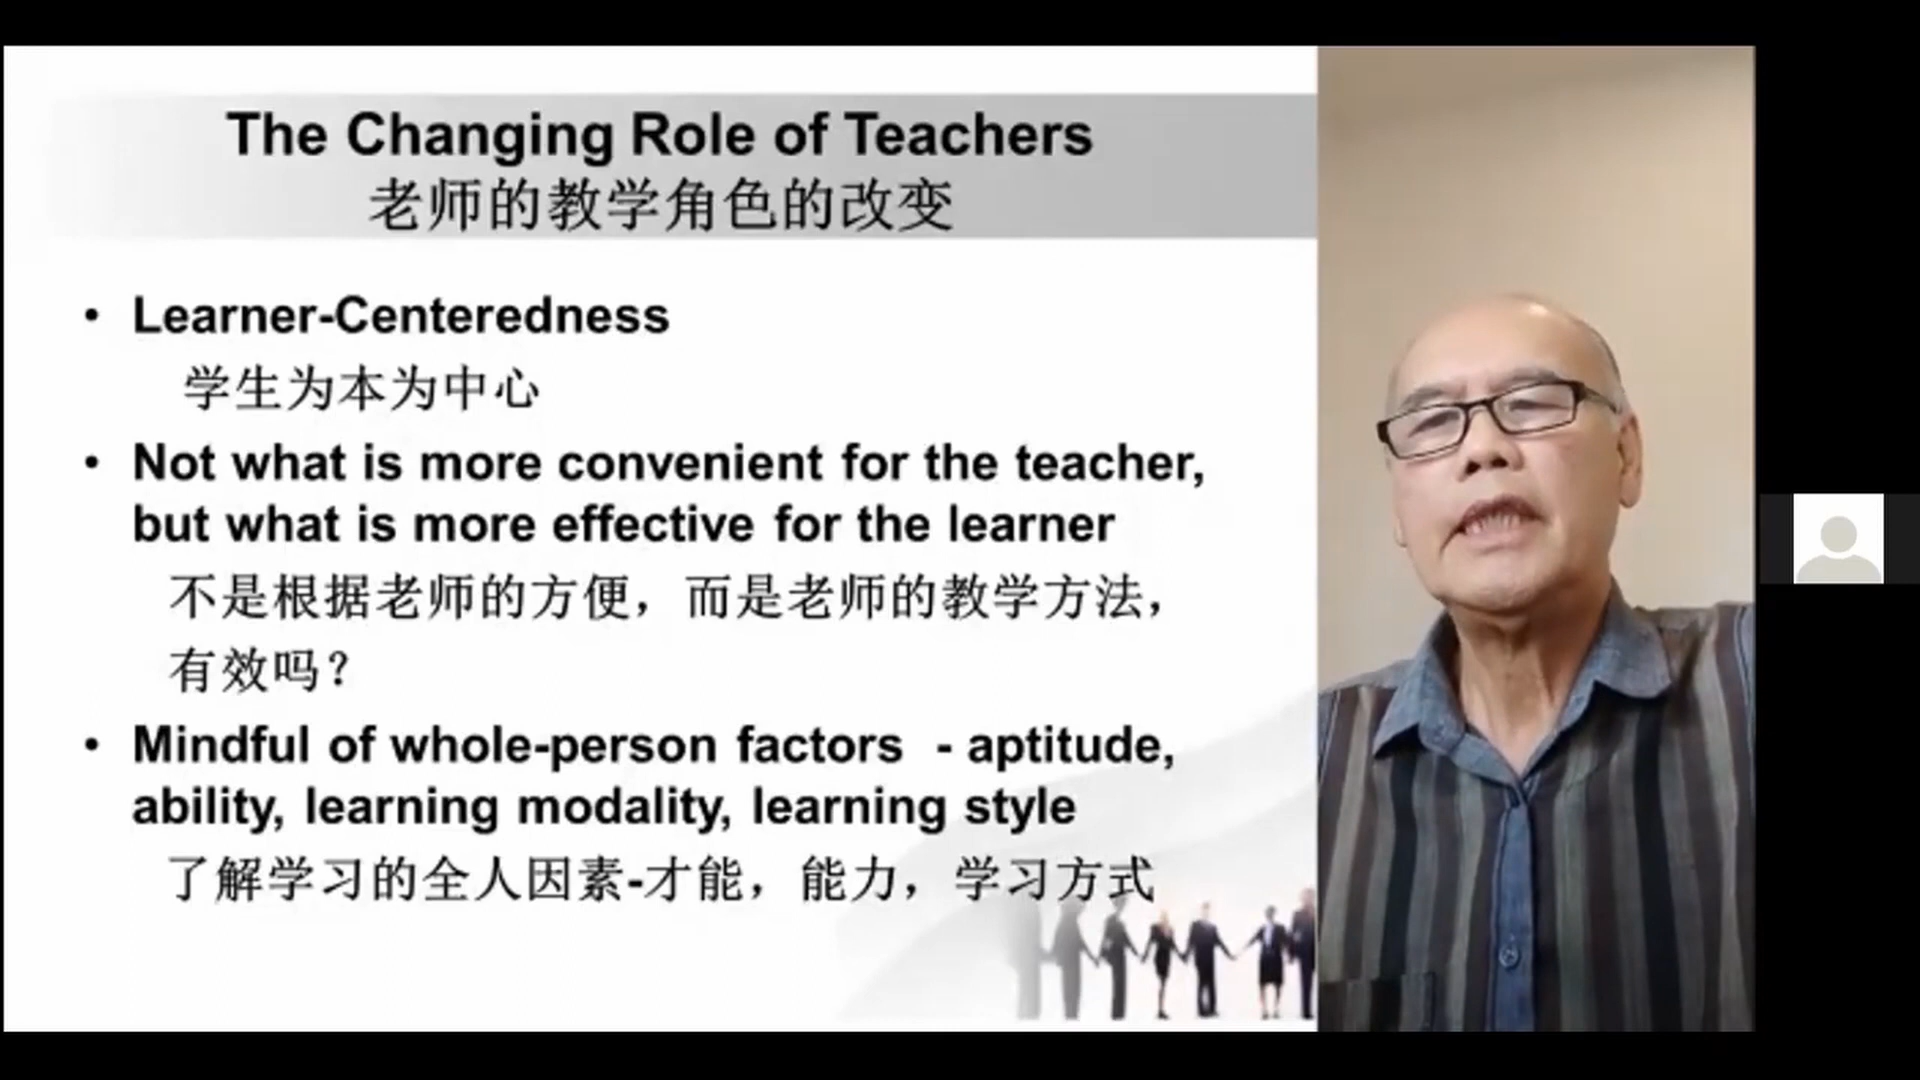 The Changing Role of Teachers
老师的教学角色的改变
• Learner-Centeredness
学生为本为中心
• Not what is more convenient for the teacher,
but what is more effective for the learner
不是根据老师的方便，而是老师的教学方法，
有效吗？
• Mindful of whole-person factors - aptitude,
ability, learning modality, learning style
了解学习的全人因素-才能，能力，学习方式